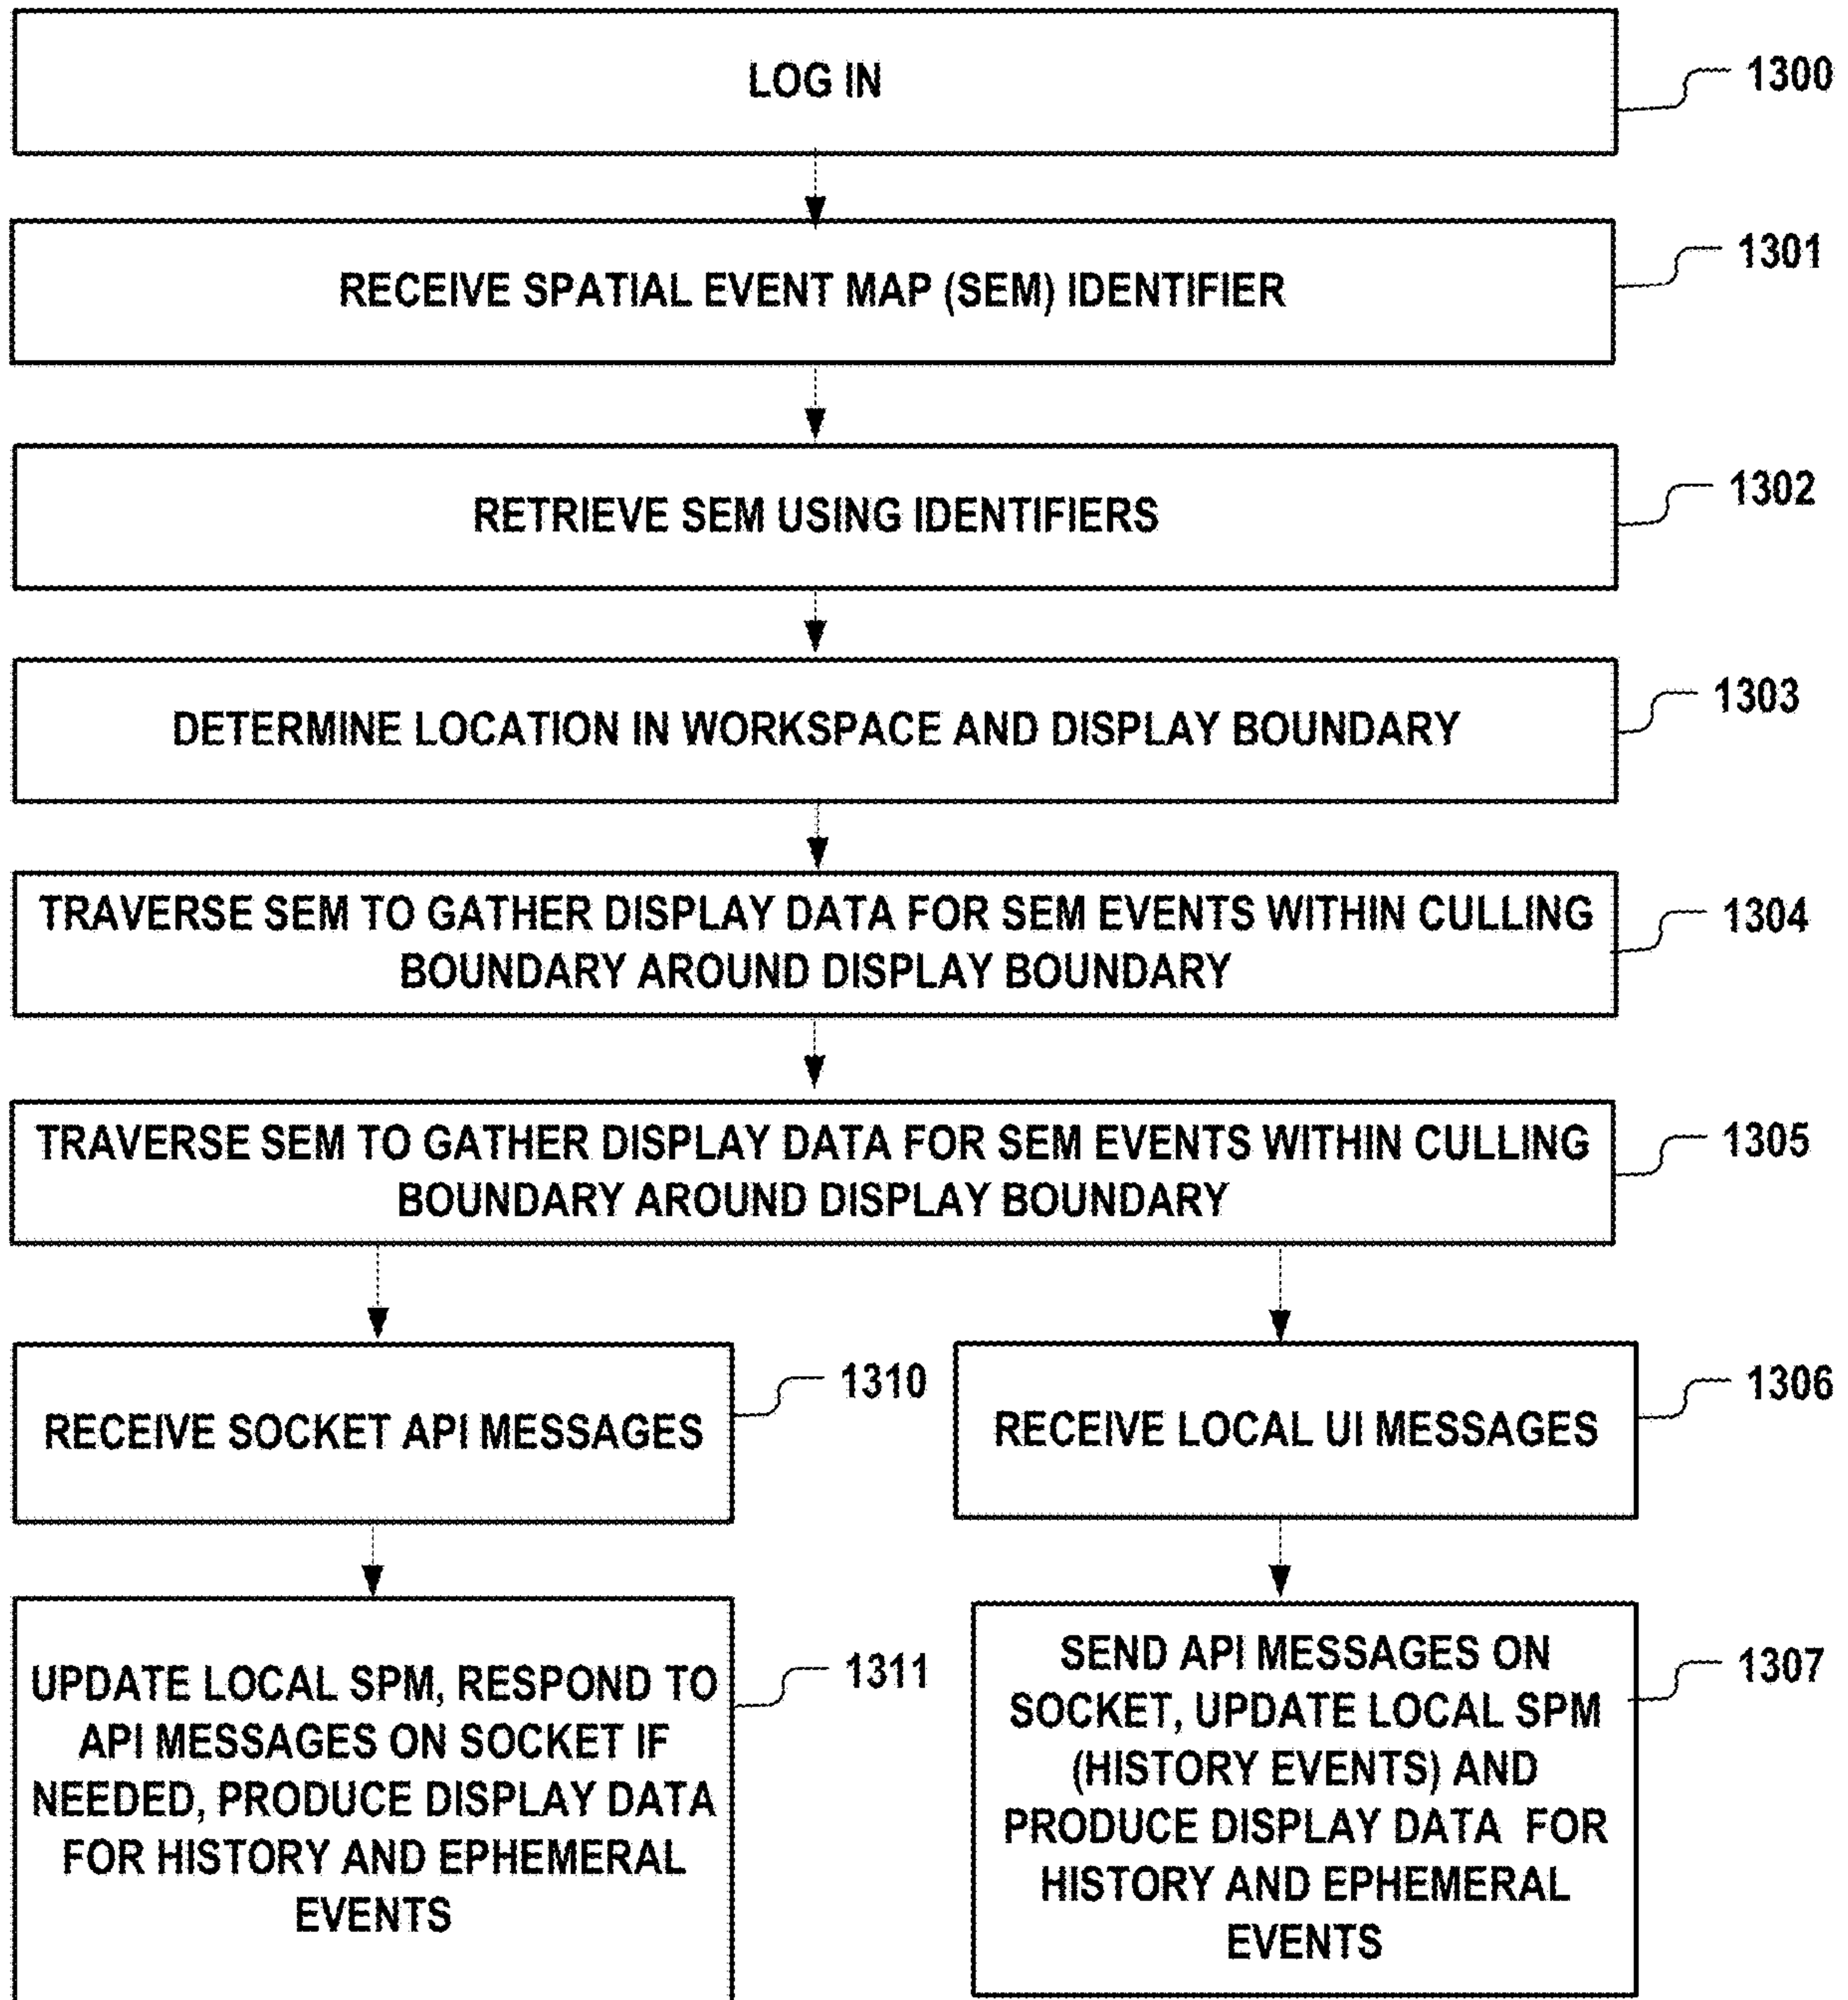 LOG IN
1300
RECEIVE SPATIAL EVENT MAP (SEM) IDENTIFIER
1301
RETRIEVE SEM USING IDENTIFIERS
1302
DETERMINE LOCATION IN WORKSPACE AND DISPLAY BOUNDARY
1303
TRAVERSE SEM TO GATHER DISPLAY DATA FOR SEM EVENTS WITHIN CULLING
BOUNDARY AROUND DISPLAY BOUNDARY
1304
TRAVERSE SEM TO GATHER DISPLAY DATA FOR SEM EVENTS WITHIN CULLING
BOUNDARY AROUND DISPLAY BOUNDARY
1305
RECEIVE SOCKET API MESSAGES
1310
RECEIVE LOCAL UI MESSAGES
1306
UPDATE LOCAL SPM, RESPOND TO
API MESSAGES ON SOCKET IF
NEEDED, PRODUCE DISPLAY DATA
FOR HISTORY AND EPHEMERAL
EVENTS
1311
SEND API MESSAGES ON
SOCKET, UPDATE LOCAL SPM
(HISTORY EVENTS) AND
PRODUCE DISPLAY DATA FOR
HISTORY AND EPHEMERAL
EVENTS
1307